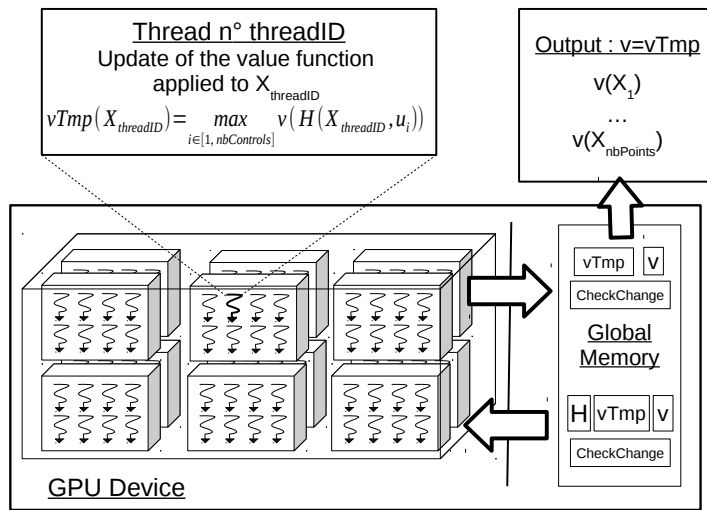 Thread n° threadID
Update of the value function
applied to X_threadID
vTmp(X_threadID)= max v(H(X_threadID,u_i))
i∈[1,nbControls]
Output : v=vTmp
v(X_1)
...
v(X_nbPoints)
vTmp v
CheckChange
Global
Memory
H vTmp v
CheckChange
GPU Device